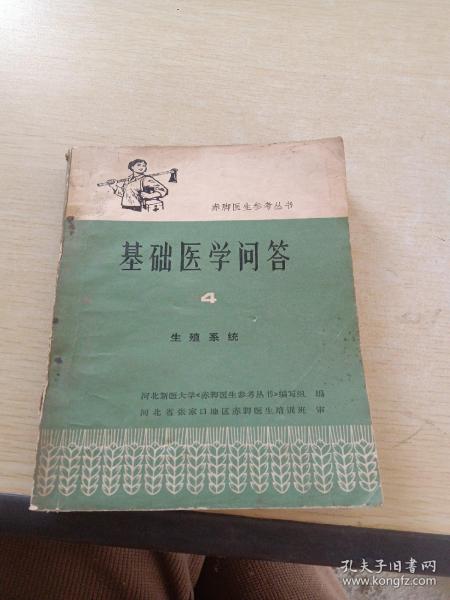 赤脚医生参考丛书
基础医学问答
4
生殖系统
河北新医大学《赤脚医生参考丛书》编写组 编
河北省张家口地区赤脚医生培训班 审
孔夫子旧书网
www.kongfz.com